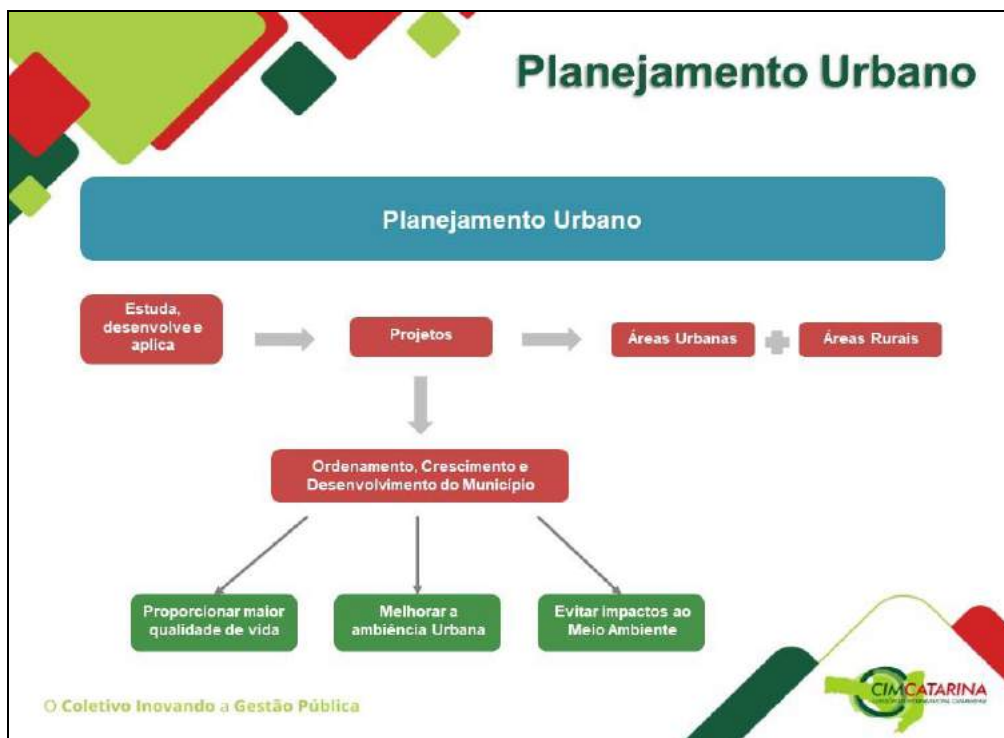 Planejamento Urbano
Planejamento Urbano
Estuda,
desenvolve e
aplica
Projetos
Áreas Urbanas
Áreas Rurais
Ordenamento, Crescimento e
Desenvolvimento do Município
Proporcionar maior
qualidade de vida
Melhorar a
ambiência Urbana
Evitar impactos ao
Meio Ambiente
O Coletivo Inovando a Gestão Pública
CIMCATARINA